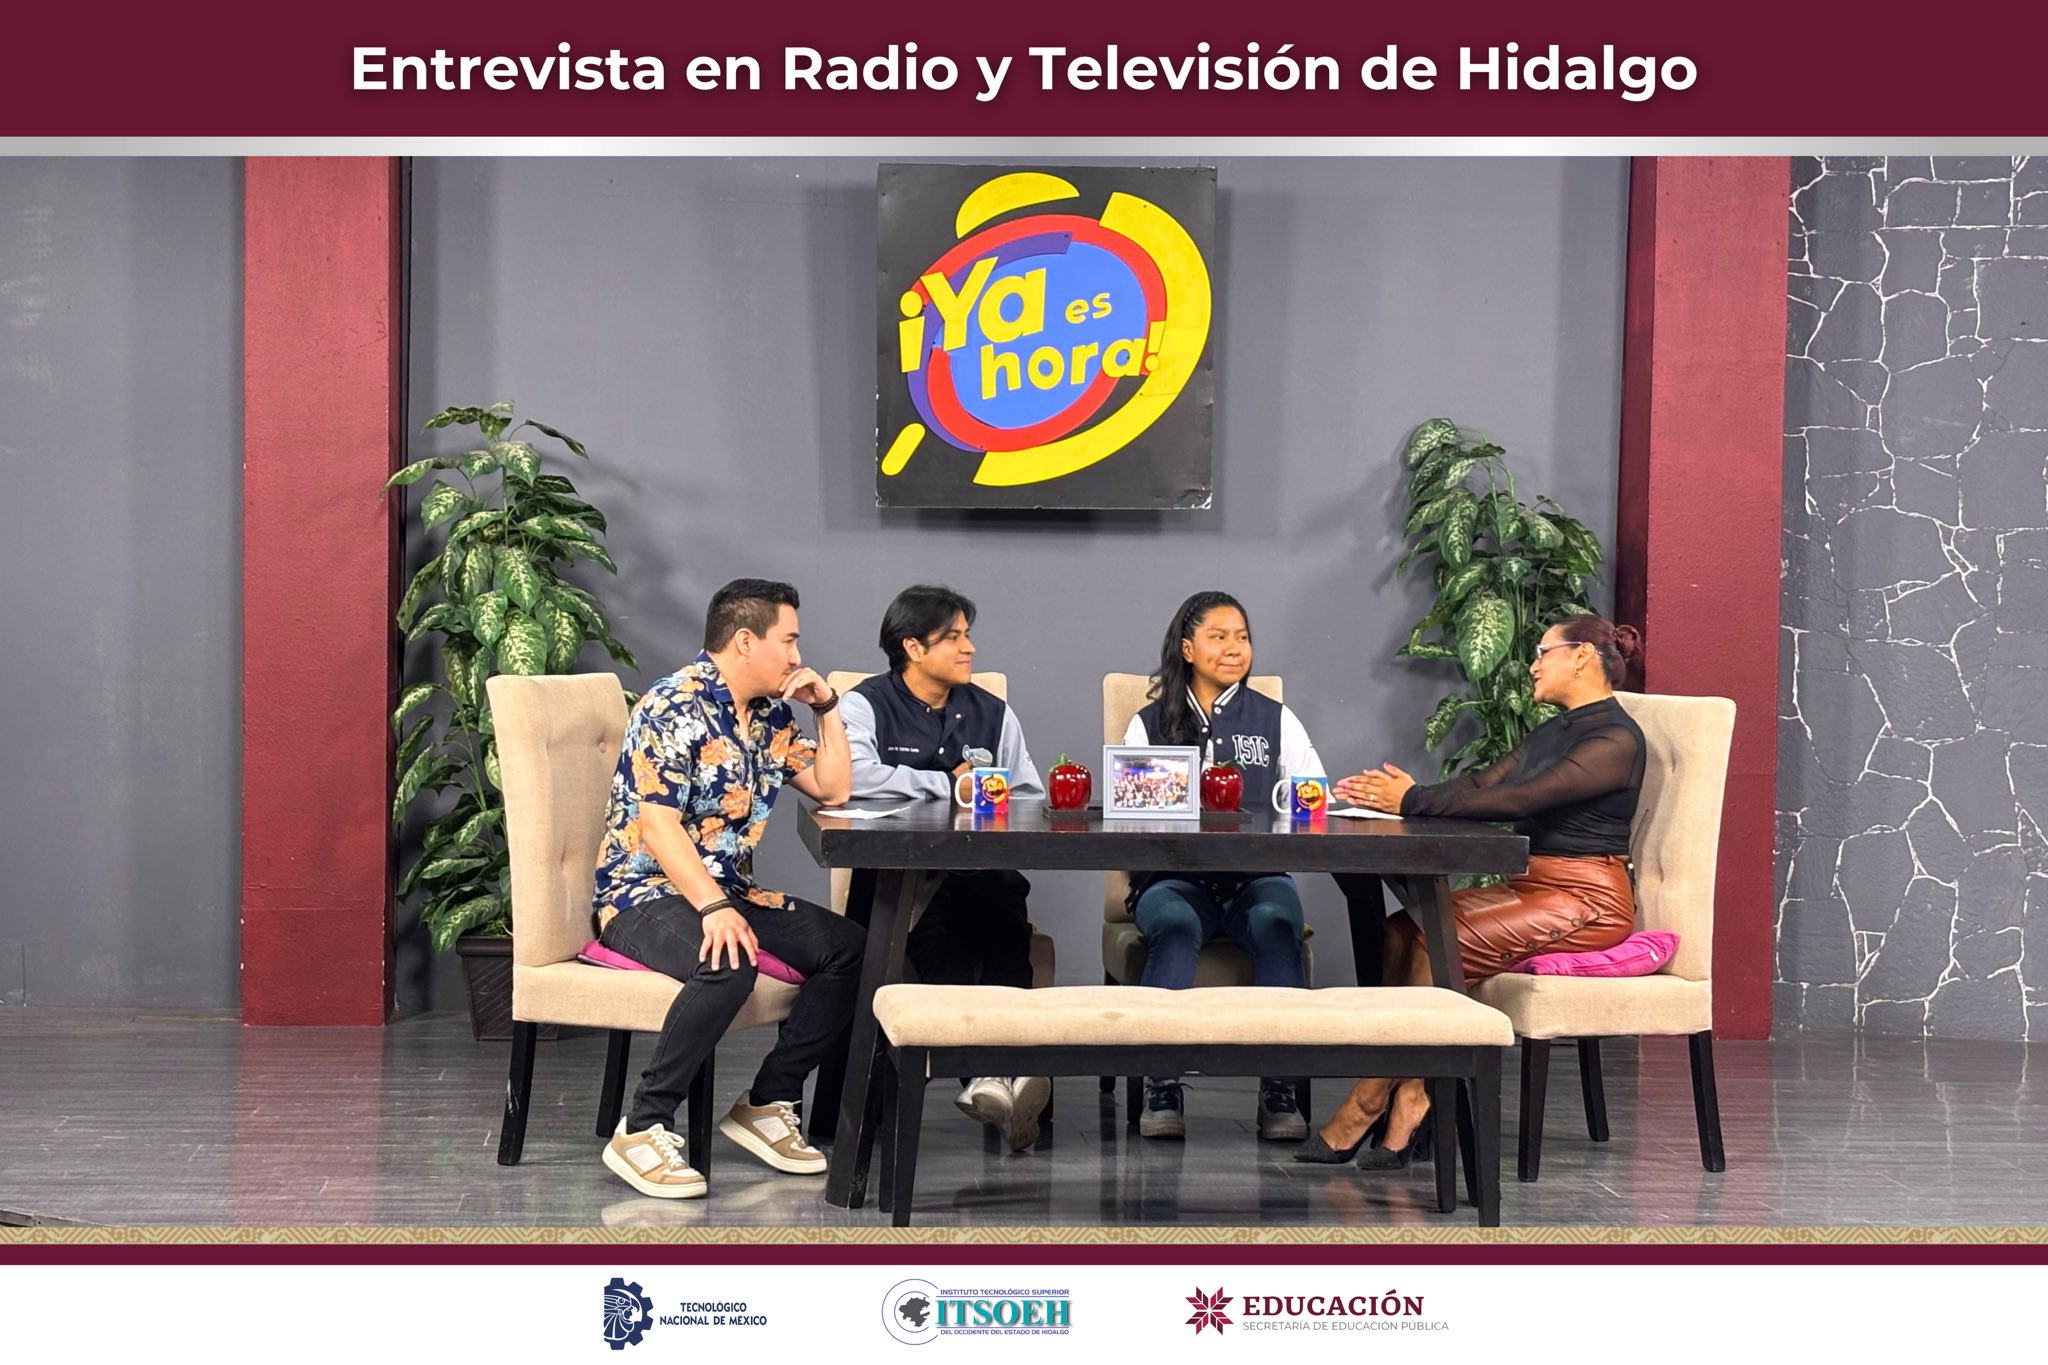 Entrevista en Radio y Televisión de Hidalgo
¡Ya es
hora!
ISIC
TECNOLÓGICO
NACIONAL DE MÉXICO
INSTITUTO TECNOLÓGICO SUPERIOR
ITSOEH
DEL OCCIDENTE DEL ESTADO DE HIDALGO
EDUCACIÓN
SECRETARÍA DE EDUCACIÓN PÚBLICA